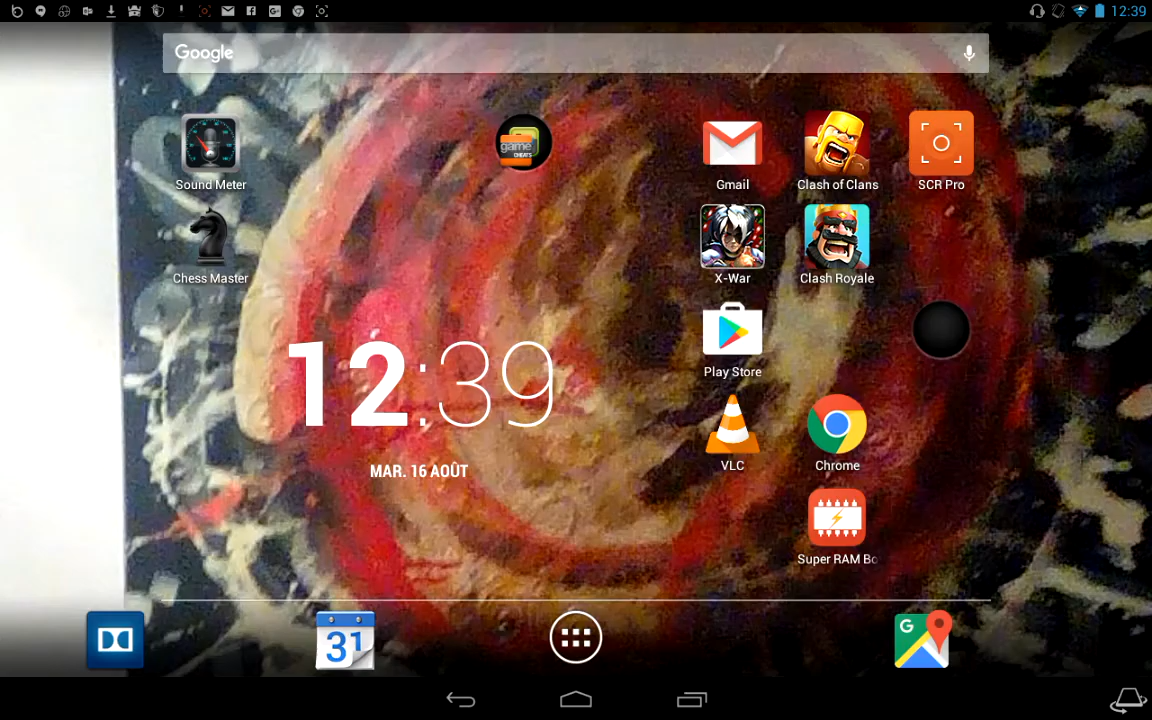 12:39
Google
Sound Meter
game
CHEATS
Gmail
Clash of Clans
SCR Pro
Chess Master
X-War
Clash Royale
Play Store
12:39
MAR. 16 AOÛT
VLC
Chrome
Super RAM Bo
31
G